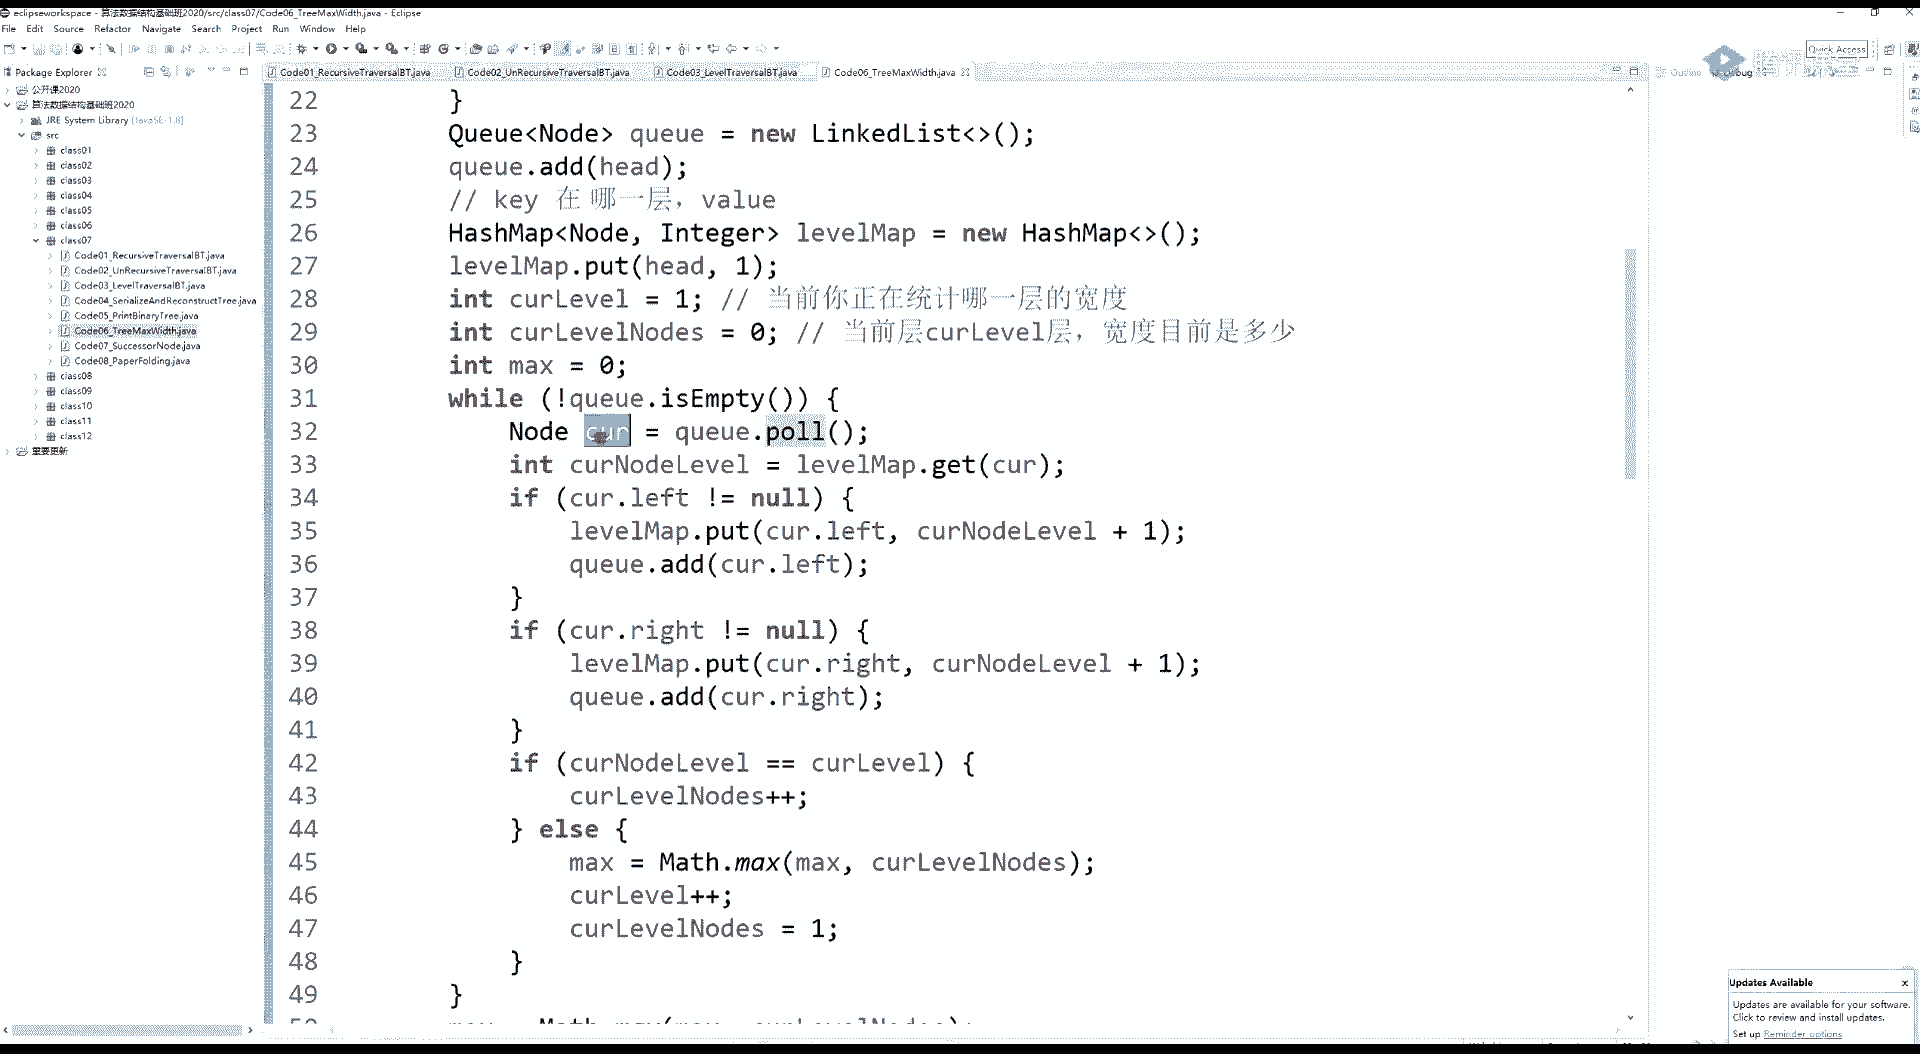 eclipseworkspace - 算法数据结构基础班2020/src/class07/Code06_TreeMaxWidth.java - Eclipse
File Edit Source Refactor Navigate Search Project Run Window Help
Quick Access
Package Explorer
Code01_RecursiveTraversalBT.java Code02_UnRecursiveTraversalBT.java Code03_LevelTraversalBT.java Code06_TreeMaxWidth.java
Outline Debug
公开课2020
算法数据结构基础班2020
JRE System Library [JavaSE-1.8]
src
class01
class02
class03
class04
class05
class06
class07
Code01_RecursiveTraversalBT.java
Code02_UnRecursiveTraversalBT.java
Code03_LevelTraversalBT.java
Code04_SerializeAndReconstructTree.java
Code05_PrintBinaryTree.java
Code06_TreeMaxWidth.java
Code07_SuccessorNode.java
Code08_PaperFolding.java
class08
class09
class10
class11
class12
重要更新
22 }
23 Queue<Node> queue = new LinkedList<>();
24 queue.add(head);
25 // key 在 哪一层，value
26 HashMap<Node, Integer> levelMap = new HashMap<>();
27 levelMap.put(head, 1);
28 int curLevel = 1; // 当前你正在统计哪一层的宽度
29 int curLevelNodes = 0; // 当前层curLevel层，宽度目前是多少
30 int max = 0;
31 while (!queue.isEmpty()) {
32 Node cur = queue.poll();
33 int curNodeLevel = levelMap.get(cur);
34 if (cur.left != null) {
35 levelMap.put(cur.left, curNodeLevel + 1);
36 queue.add(cur.left);
37 }
38 if (cur.right != null) {
39 levelMap.put(cur.right, curNodeLevel + 1);
40 queue.add(cur.right);
41 }
42 if (curNodeLevel == curLevel) {
43 curLevelNodes++;
44 } else {
45 max = Math.max(max, curLevelNodes);
46 curLevel++;
47 curLevelNodes = 1;
48 }
49 }
Updates Available
Updates are available for your software.
Click to review and install updates.
Set up Reminder options